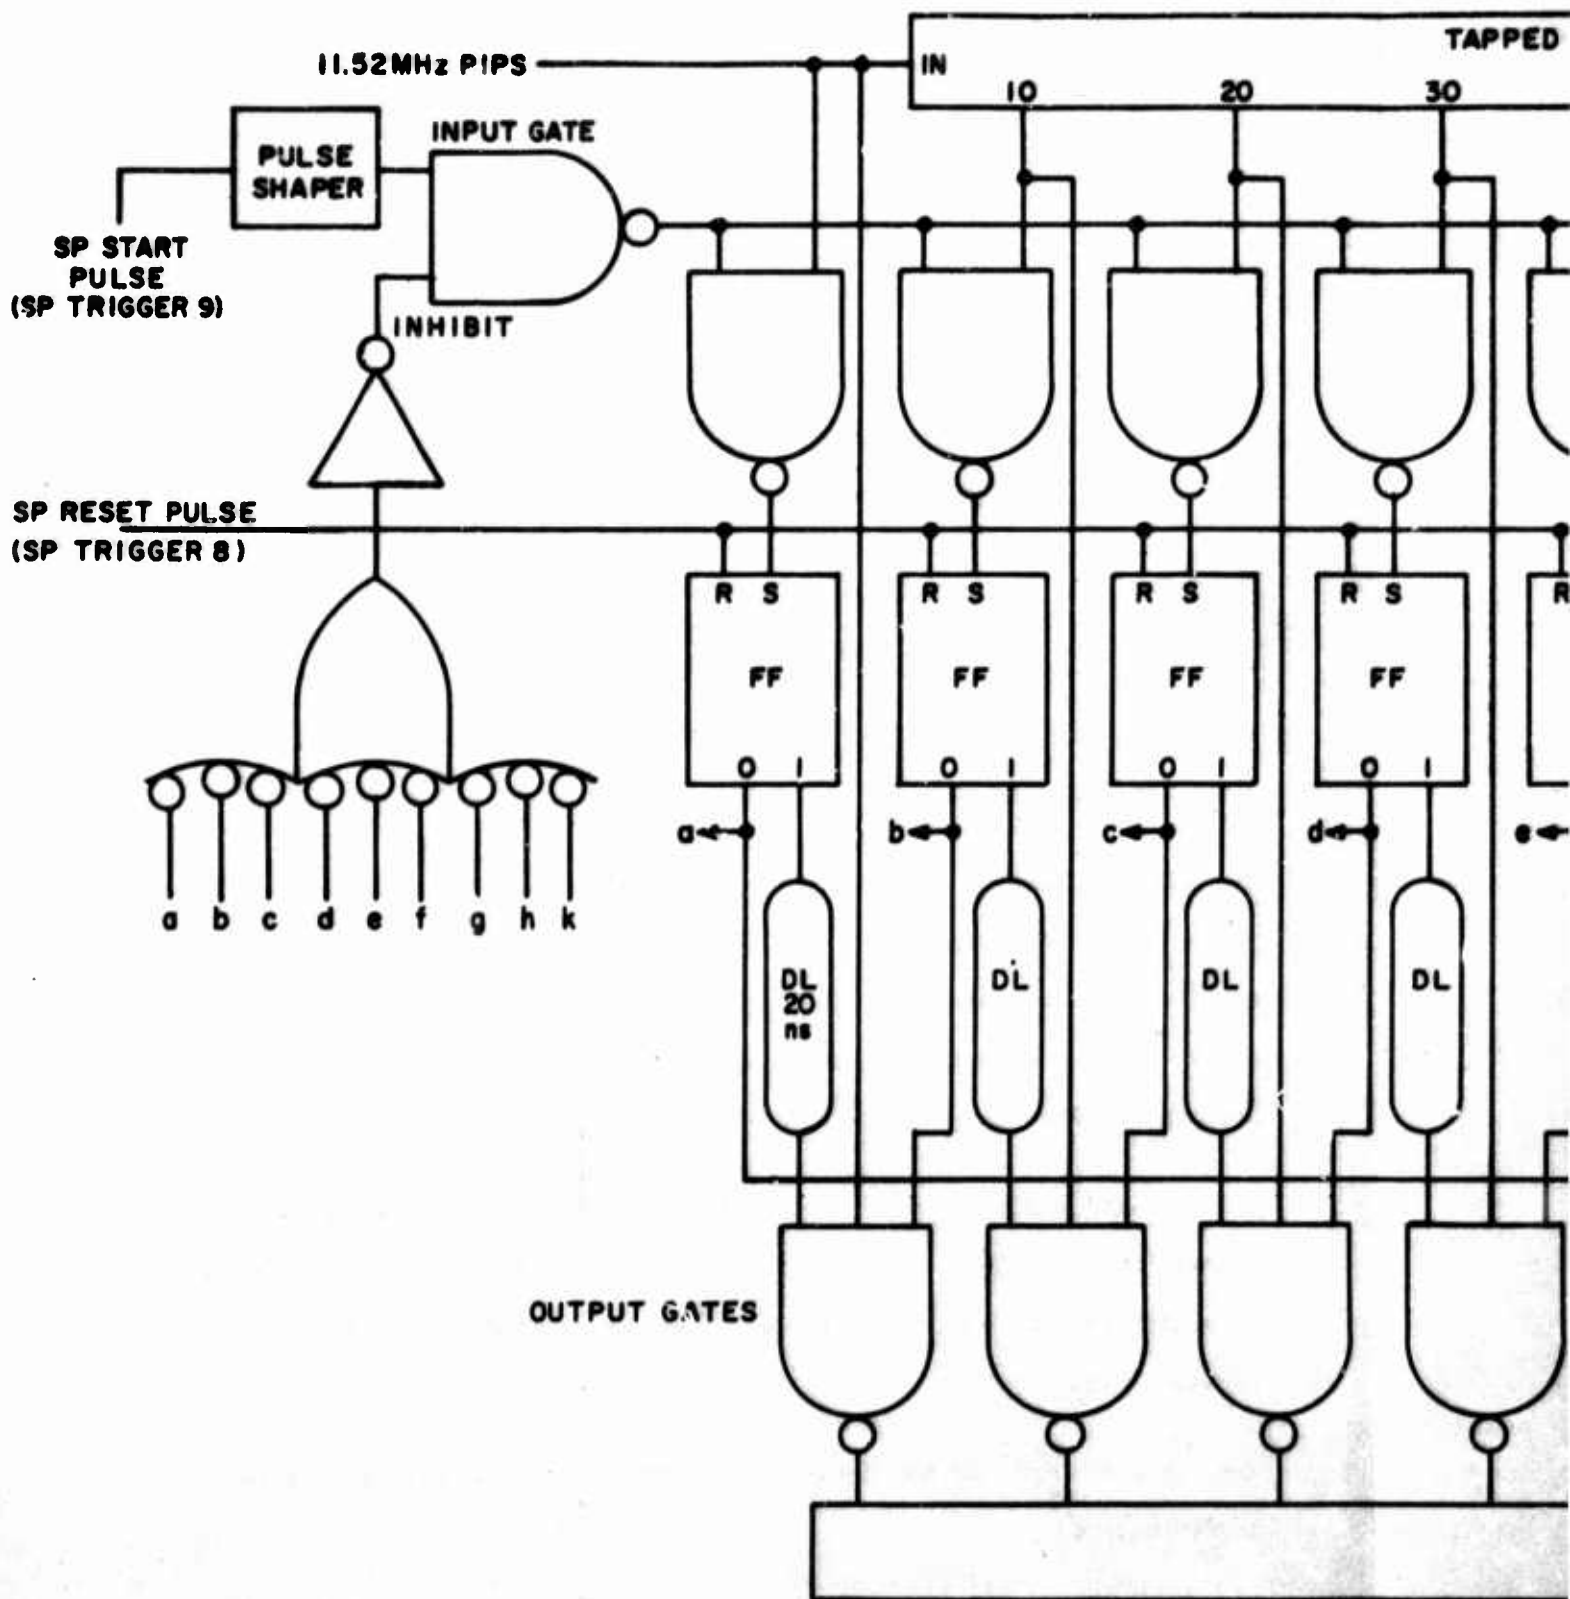 TAPPED
11.52MHz PIPS
IN
10 20 30
INPUT GATE
PULSE
SHAPER
SP START
PULSE
(SP TRIGGER 9)
INHIBIT
SP RESET PULSE
(SP TRIGGER 8)
R S R S R S R S R
FF FF FF FF
0 1 0 1 0 1 0 1
a b c d e
a b c d e f g h k
DL
20
ns
DL DL DL
OUTPUT GATES